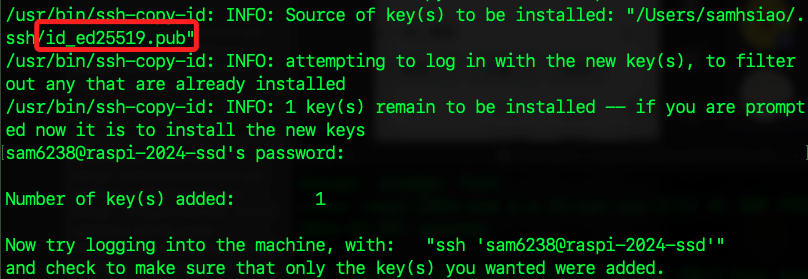 /usr/bin/ssh-copy-id: INFO: Source of key(s) to be installed: "/Users/samhsiao/.
ssh/id_ed25519.pub"
/usr/bin/ssh-copy-id: INFO: attempting to log in with the new key(s), to filter
out any that are already installed
/usr/bin/ssh-copy-id: INFO: 1 key(s) remain to be installed -- if you are prompt
ed now it is to install the new keys
sam6238@raspi-2024-ssd's password:
Number of key(s) added:        1
Now try logging into the machine, with:   "ssh 'sam6238@raspi-2024-ssd'"
and check to make sure that only the key(s) you wanted were added.